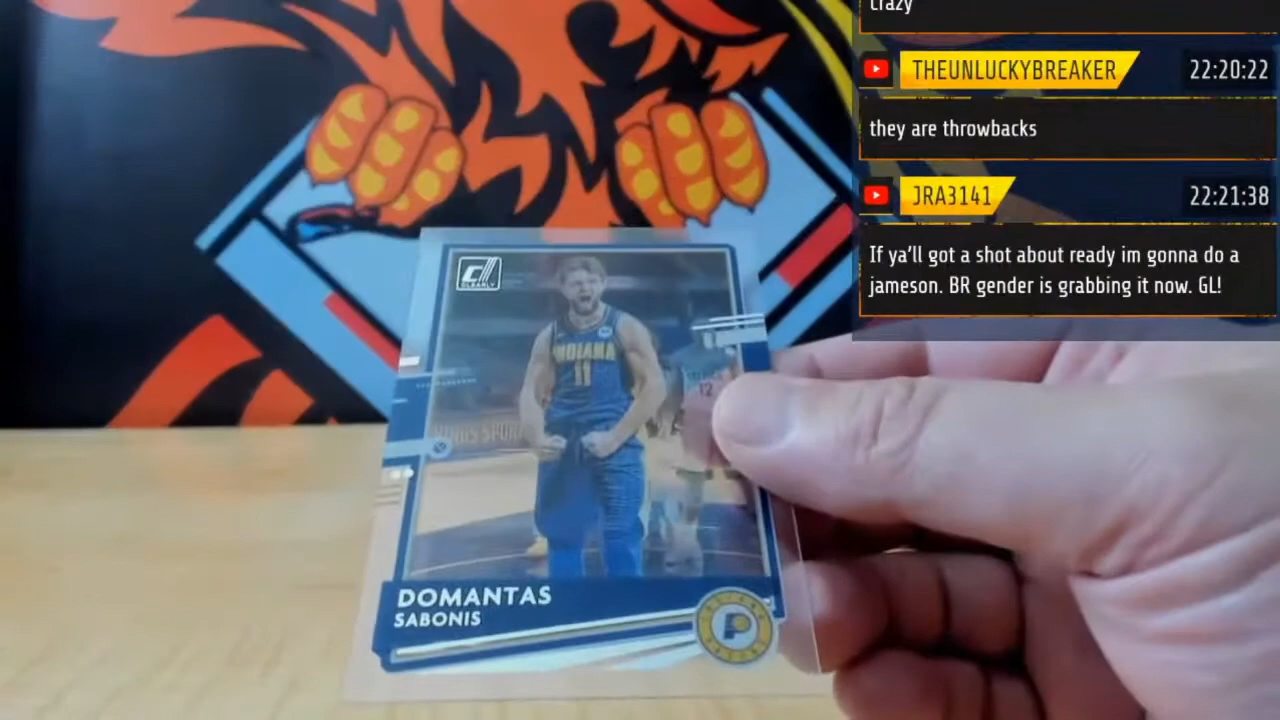 crazy
THEUNLUCKYBREAKER 22:20:22
they are throwbacks
JRA3141 22:21:38
If ya'll got a shot about ready im gonna do a
jameson. BR gender is grabbing it now. GL!
CLEARLY
INDIANA
11
12
DOMANTAS
SABONIS
P